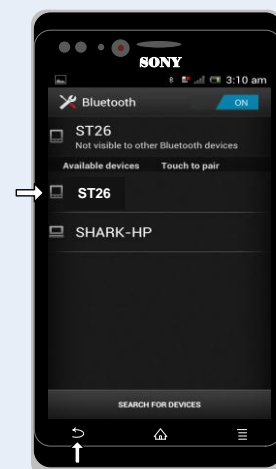 SONY
3:10 am
Bluetooth
ON
ST26
Not visible to other Bluetooth devices
Available devices Touch to pair
ST26
SHARK-HP
SEARCH FOR DEVICES